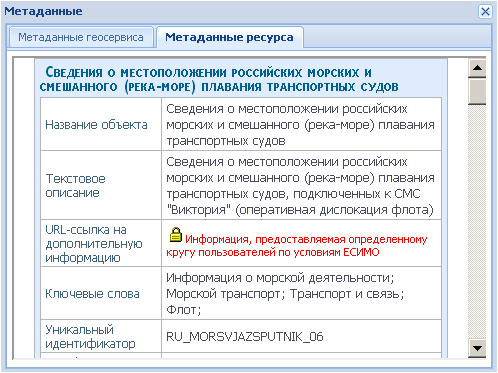 Метаданные
Метаданные геосервиса
Метаданные ресурса
Сведения о местоположении российских морских и
смешанного (река-море) плавания транспортных судов
Название объекта
Сведения о местоположении российских
морских и смешанного (река-море) плавания
транспортных судов
Текстовое
описание
Сведения о местоположении российских
морских и смешанного (река-море) плавания
транспортных судов, подключенных к СМС
"Виктория" (оперативная дислокация флота)
URL-ссылка на
дополнительную
информацию
Информация, предоставляемая определенному
кругу пользователей по условиям ЕСИМО
Ключевые слова
Информация о морской деятельности;
Морской транспорт; Транспорт и связь;
Флот;
Уникальный
идентификатор
RU_MORSVJAZSPUTNIK_06